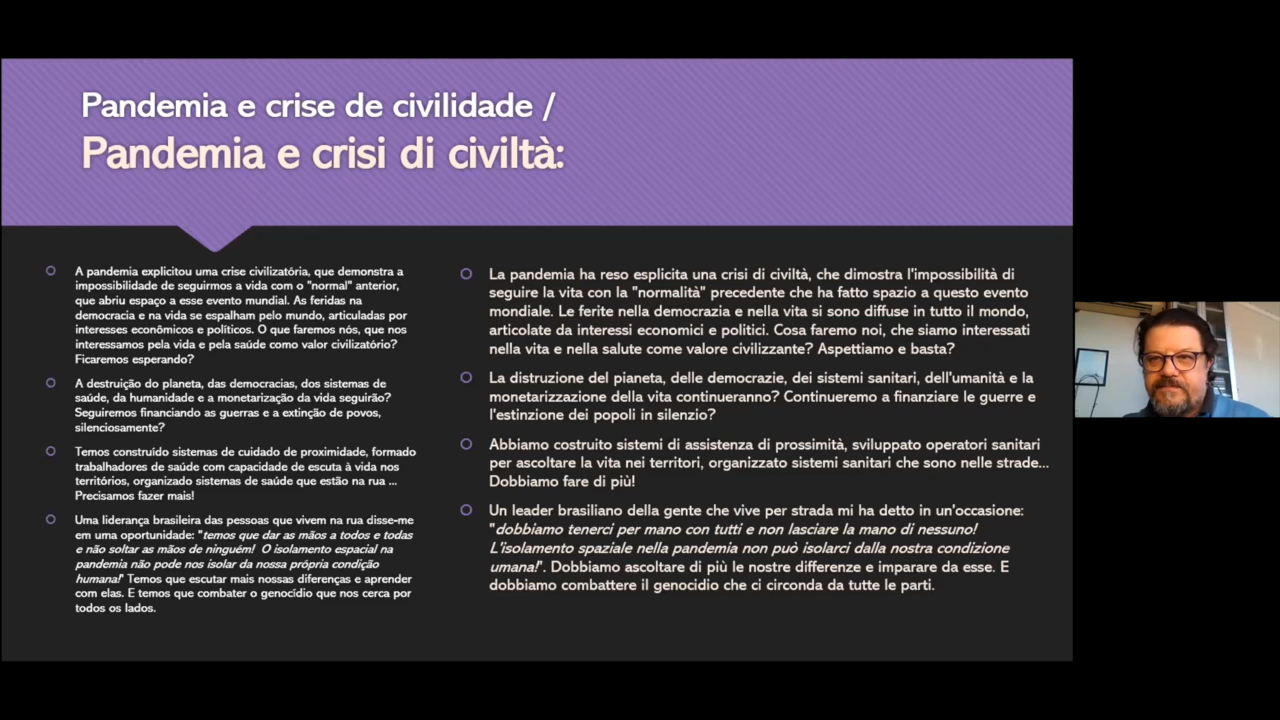 Pandemia e crise de civilidade /
Pandemia e crisi di civiltà:
A pandemia explicitou uma crise civilizatória, que demonstra a
impossibilidade de seguirmos a vida com o "normal" anterior,
que abriu espaço a esse evento mundial. As feridas na
democracia e na vida se espalham pelo mundo, articuladas por
interesses econômicos e políticos. O que faremos nós, que nos
interessamos pela vida e pela saúde como valor civilizatório?
Ficaremos esperando?
A destruição do planeta, das democracias, dos sistemas de
saúde, da humanidade e a monetarização da vida seguirão?
Seguiremos financiando as guerras e a extinção de povos,
silenciosamente?
Temos construído sistemas de cuidado de proximidade, formado
trabalhadores de saúde com capacidade de escuta à vida nos
territórios, organizado sistemas de saúde que estão na rua ...
Precisamos fazer mais!
Uma liderança brasileira das pessoas que vivem na rua disse-me
em uma oportunidade: "temos que dar as mãos a todos e todas
e não soltar as mãos de ninguém! O isolamento espacial na
pandemia não pode nos isolar da nossa própria condição
humana!" Temos que escutar mais nossas diferenças e aprender
com elas. E temos que combater o genocídio que nos cerca por
todos os lados.
La pandemia ha reso esplicita una crisi di civiltà, che dimostra l'impossibilità di
seguire la vita con la "normalità" precedente che ha fatto spazio a questo evento
mondiale. Le ferite nella democrazia e nella vita si sono diffuse in tutto il mondo,
articolate da interessi economici e politici. Cosa faremo noi, che siamo interessati
nella vita e nella salute come valore civilizzante? Aspettiamo e basta?
La distruzione del pianeta, delle democrazie, dei sistemi sanitari, dell'umanità e la
monetarizzazione della vita continueranno? Continueremo a finanziare le guerre e
l'estinzione dei popoli in silenzio?
Abbiamo costruito sistemi di assistenza di prossimità, sviluppato operatori sanitari
per ascoltare la vita nei territori, organizzato sistemi sanitari che sono nelle strade...
Dobbiamo fare di più!
Un leader brasiliano della gente che vive per strada mi ha detto in un'occasione:
"dobbiamo tenerci per mano con tutti e non lasciare la mano di nessuno!
L'isolamento spaziale nella pandemia non può isolarci dalla nostra condizione
umana!". Dobbiamo ascoltare di più le nostre differenze e imparare da esse. E
dobbiamo combattere il genocidio che ci circonda da tutte le parti.